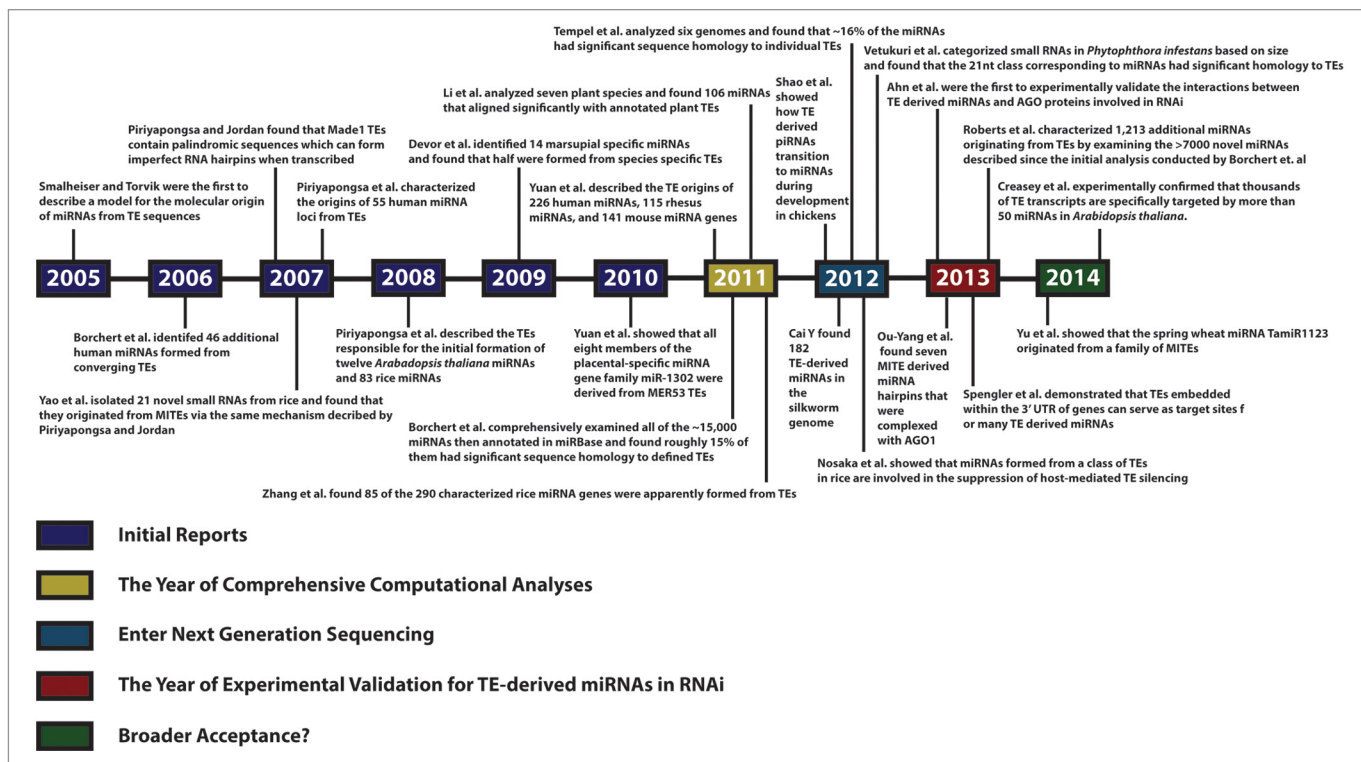 Tempel et al. analyzed six genomes and found that ~16% of the miRNAs
had significant sequence homology to individual TEs
Vetukuri et al. categorized small RNAs in Phytophthora infestans based on size
and found that the 21nt class corresponding to miRNAs had significant homology to TEs
Li et al. analyzed seven plant species and found 106 miRNAs
that aligned significantly with annotated plant TEs
Shao et al.
showed
how TE
derived
piRNAs
transition
to miRNAs
during
development
in chickens
Ahn et al. were the first to experimentally validate the interactions between
TE derived miRNAs and AGO proteins involved in RNAi
Piriyapongsa and Jordan found that Made1 TEs
contain palindromic sequences which can form
imperfect RNA hairpins when transcribed
Devor et al. identified 14 marsupial specific miRNAs
and found that half were formed from species specific TEs
Roberts et al. characterized 1,213 additional miRNAs
originating from TEs by examining the >7000 novel miRNAs
described since the initial analysis conducted by Borchert et. al
Smalheiser and Torvik were the first to
describe a model for the molecular origin
of miRNAs from TE sequences
Piriyapongsa et al. characterized
the origins of 55 human miRNA
loci from TEs
Yuan et al. described the TE origins of
226 human miRNAs, 115 rhesus
miRNAs, and 141 mouse miRNA genes
Creasey et al. experimentally confirmed that thousands
of TE transcripts are specifically targeted by more than
50 miRNAs in Arabidopsis thaliana.
2005 2006 2007 2008 2009 2010 2011 2012 2013 2014
Borchert et al. identifed 46 additional
human miRNAs formed from
converging TEs
Piriyapongsa et al. described the TEs
responsible for the initial formation of
twelve Arabadopsis thaliana miRNAs
and 83 rice miRNAs
Yuan et al. showed that all
eight members of the
placental-specific miRNA
gene family miR-1302 were
derived from MER53 TEs
Cai Y found
182
TE-derived
miRNAs in
the
silkworm
genome
Ou-Yang et al.
found seven
MITE derived
miRNA
hairpins that
were
complexed
with AGO1
Yu et al. showed that the spring wheat miRNA TamiR1123
originated from a family of MITEs
Yao et al. isolated 21 novel small RNAs from rice and found that
they originated from MITEs via the same mechanism decribed by
Piriyapongsa and Jordan
Spengler et al. demonstrated that TEs embedded
within the 3' UTR of genes can serve as target sites f
or many TE derived miRNAs
Borchert et al. comprehensively examined all of the ~15,000
miRNAs then annotated in miRBase and found roughly 15% of
them had significant sequence homology to defined TEs
Nosaka et al. showed that miRNAs formed from a class of TEs
in rice are involved in the suppression of host-mediated TE silencing
Zhang et al. found 85 of the 290 characterized rice miRNA genes were apparently formed from TEs
Initial Reports
The Year of Comprehensive Computational Analyses
Enter Next Generation Sequencing
The Year of Experimental Validation for TE-derived miRNAs in RNAi
Broader Acceptance?